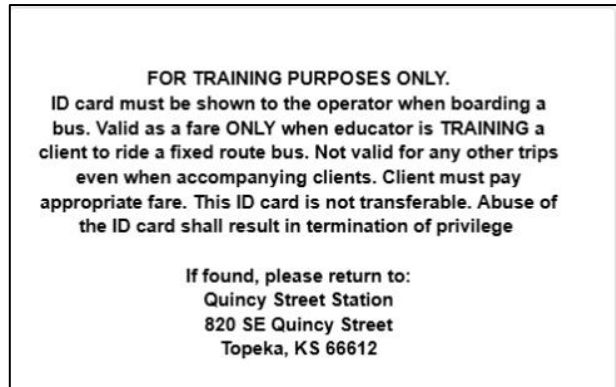 FOR TRAINING PURPOSES ONLY.
ID card must be shown to the operator when boarding a
bus. Valid as a fare ONLY when educator is TRAINING a
client to ride a fixed route bus. Not valid for any other trips
even when accompanying clients. Client must pay
appropriate fare. This ID card is not transferable. Abuse of
the ID card shall result in termination of privilege
If found, please return to:
Quincy Street Station
820 SE Quincy Street
Topeka, KS 66612